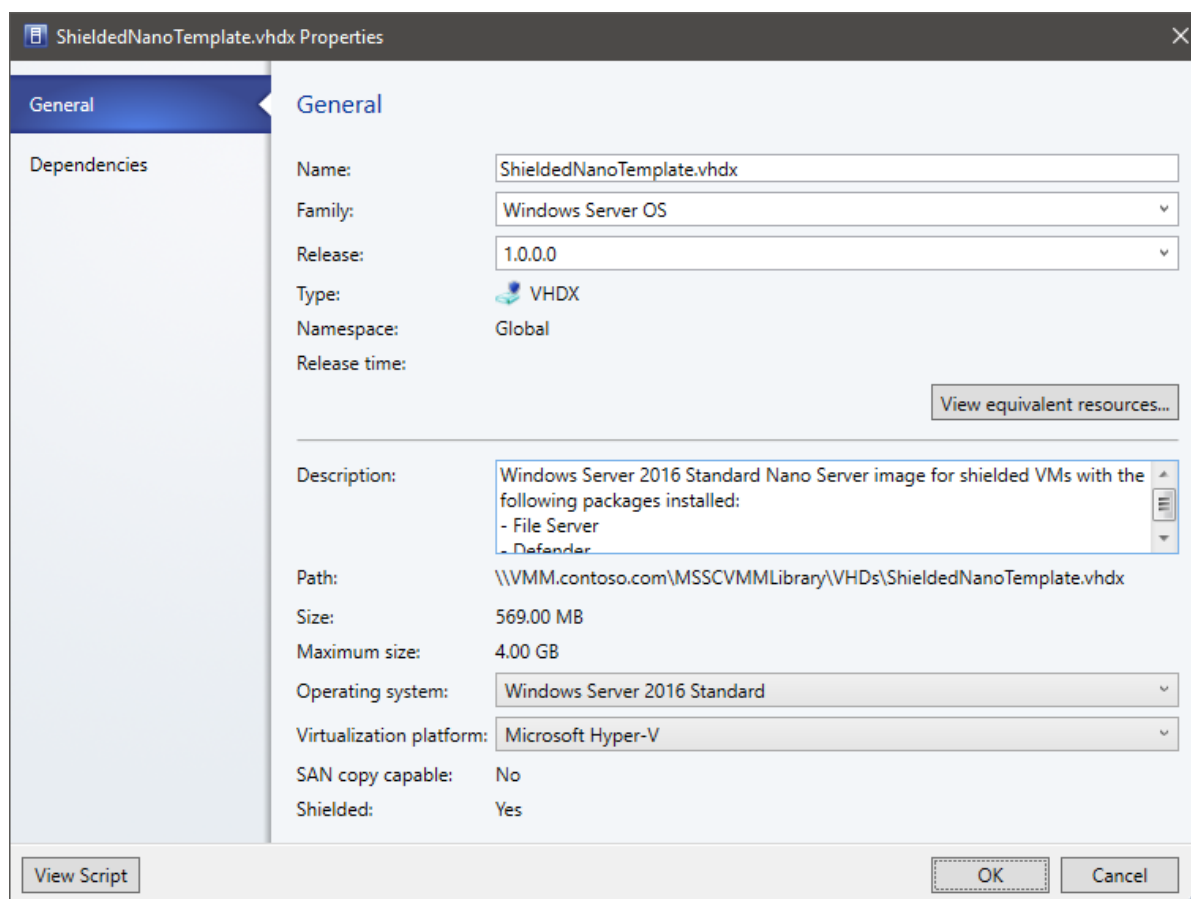 ShieldedNanoTemplate.vhdx Properties
General
Dependencies
General
Name: ShieldedNanoTemplate.vhdx
Family: Windows Server OS
Release: 1.0.0.0
Type: VHDX
Namespace: Global
Release time:
View equivalent resources...
Description: Windows Server 2016 Standard Nano Server image for shielded VMs with the
following packages installed:
- File Server
- Defender
Path: \\VMM.contoso.com\MSSCVMMLibrary\VHDs\ShieldedNanoTemplate.vhdx
Size: 569.00 MB
Maximum size: 4.00 GB
Operating system: Windows Server 2016 Standard
Virtualization platform: Microsoft Hyper-V
SAN copy capable: No
Shielded: Yes
View Script OK Cancel